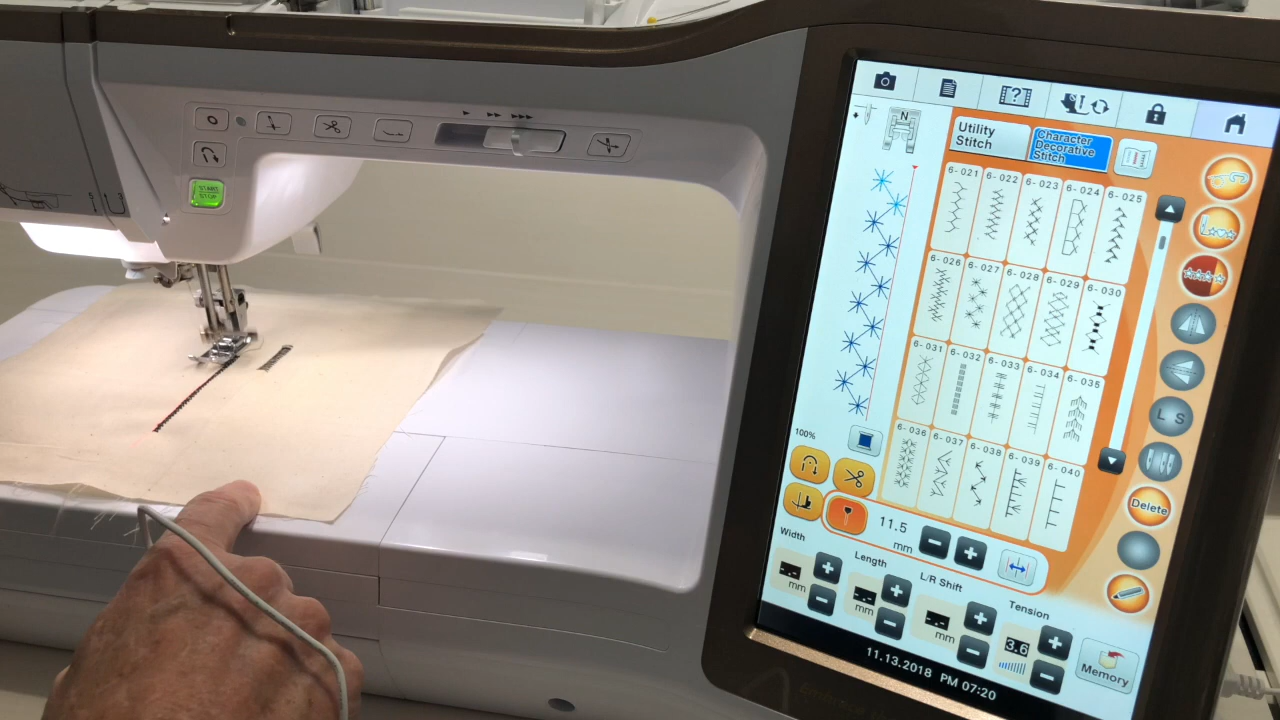 N
Utility
Stitch
Character
Decorative
Stitch
6-021
6-022
6-023
6-024
6-025
6-026
6-027
6-028
6-029
6-030
6-031
6-032
6-033
6-034
6-035
6-036
6-037
6-038
6-039
6-040
L S
Delete
100%
11.5
mm
Width
mm
Length
mm
L/R Shift
mm
Tension
3.6
Memory
11.13.2018 PM 07:20